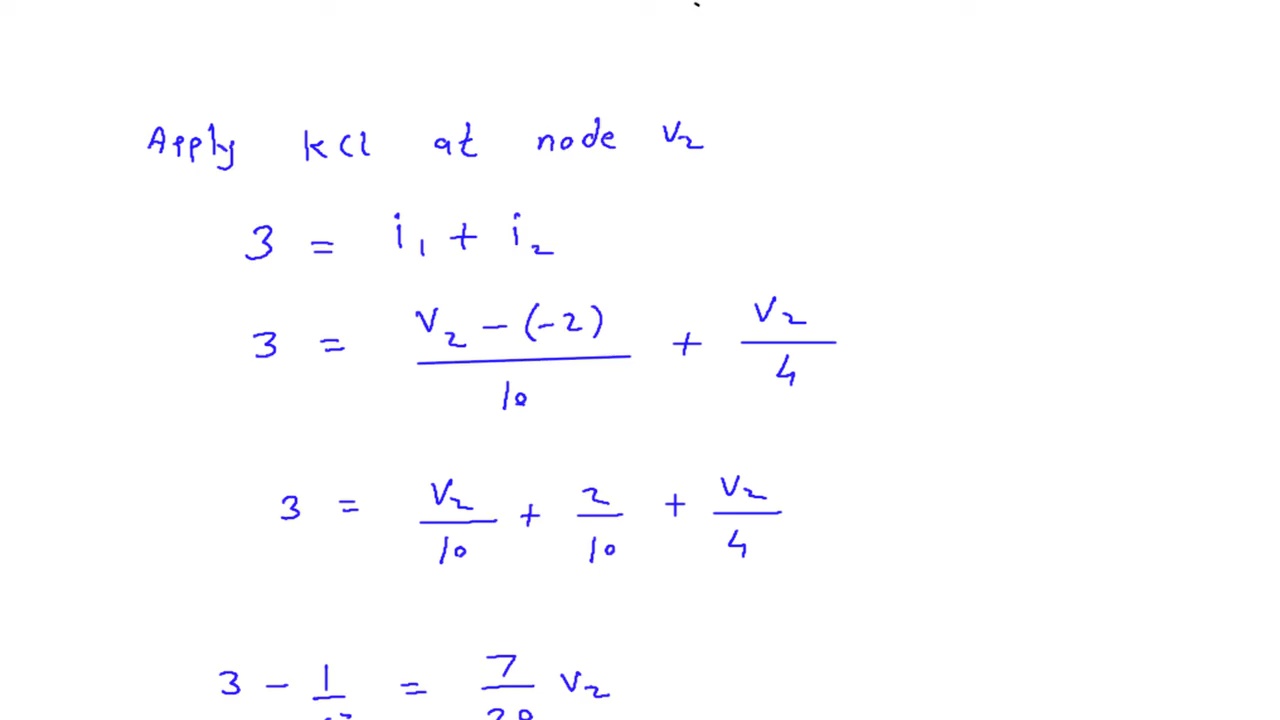 Apply kcl at node v2
3 = i1 + i2
3 = (v2 - (-2))/10 + v2/4
3 = v2/10 + 2/10 + v2/4
3 - 1/ = 7/ v2